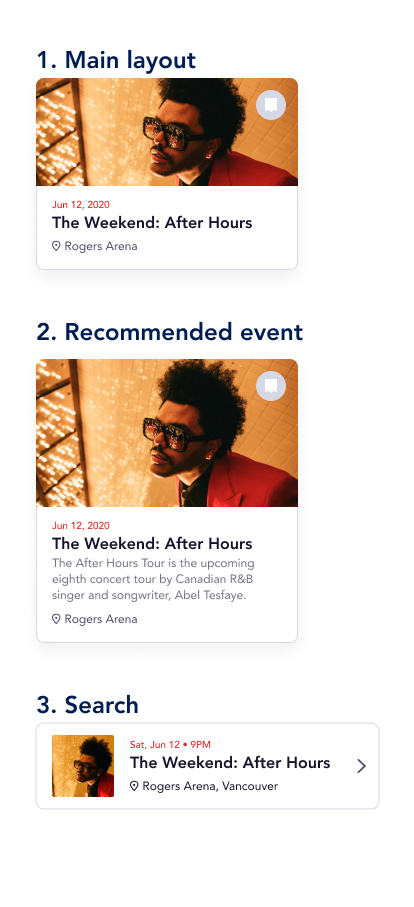 1. Main layout
Jun 12, 2020
The Weekend: After Hours
Rogers Arena
2. Recommended event
Jun 12, 2020
The Weekend: After Hours
The After Hours Tour is the upcoming
eighth concert tour by Canadian R&B
singer and songwriter, Abel Tesfaye.
Rogers Arena
3. Search
Sat, Jun 12 • 9PM
The Weekend: After Hours
Rogers Arena, Vancouver